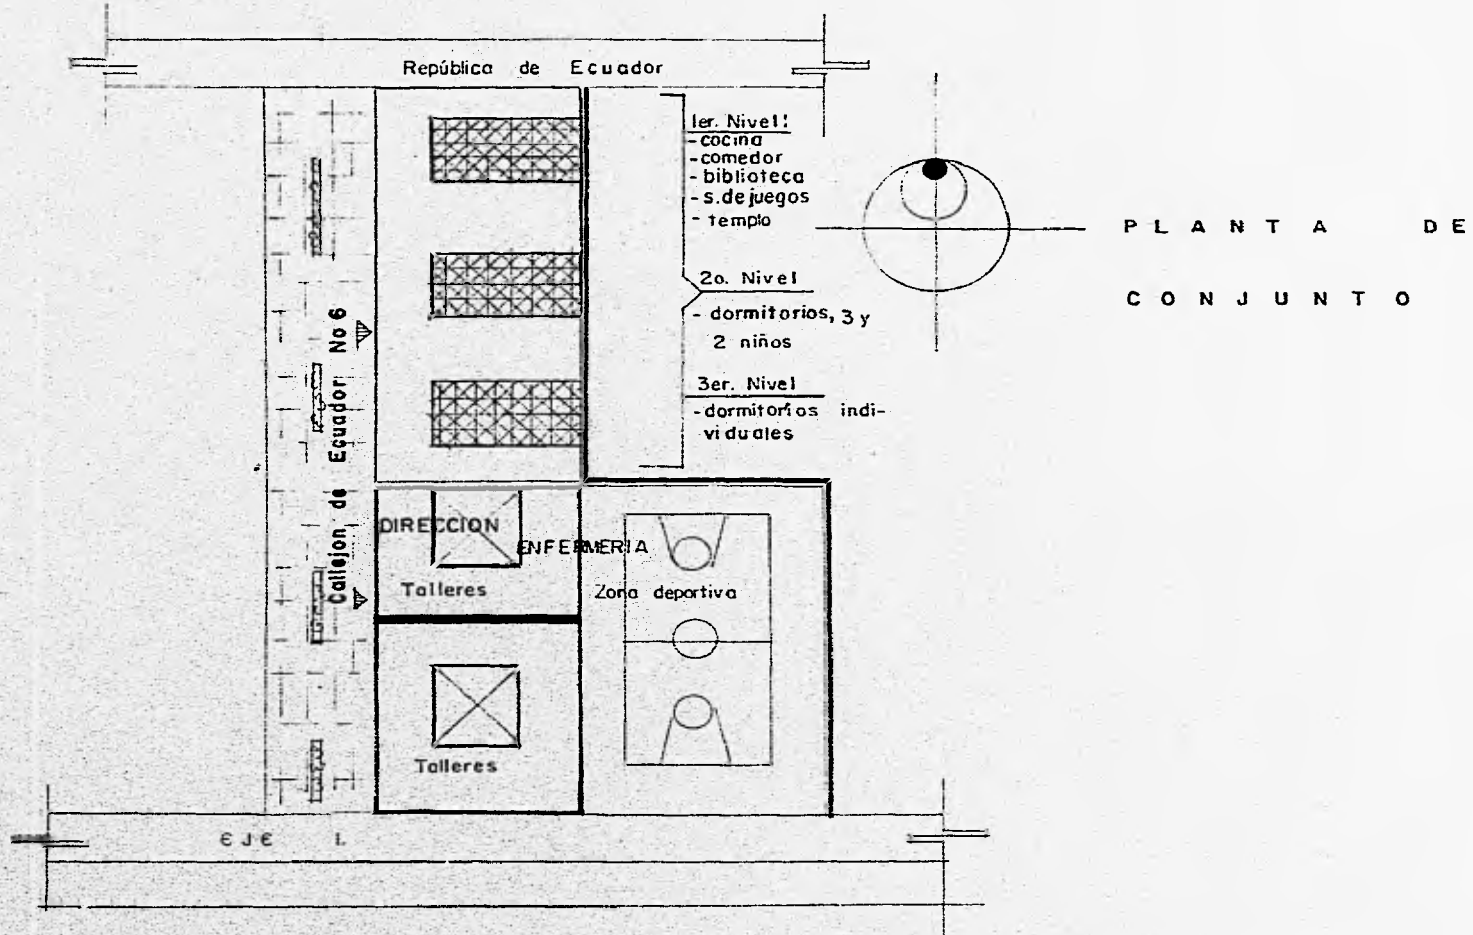 República de Ecuador
1er. Nivel:
-cocina
-comedor
-biblioteca
-s.de juegos
- templo
2o. Nivel
- dormitorios, 3 y
2 niños
3er. Nivel
-dormitorios indi-
viduales
PLANTA DE
CONJUNTO
Callejon de Ecuador No 6
DIRECCION
ENFERMERIA
Talleres
Zona deportiva
Talleres
EJE 1.